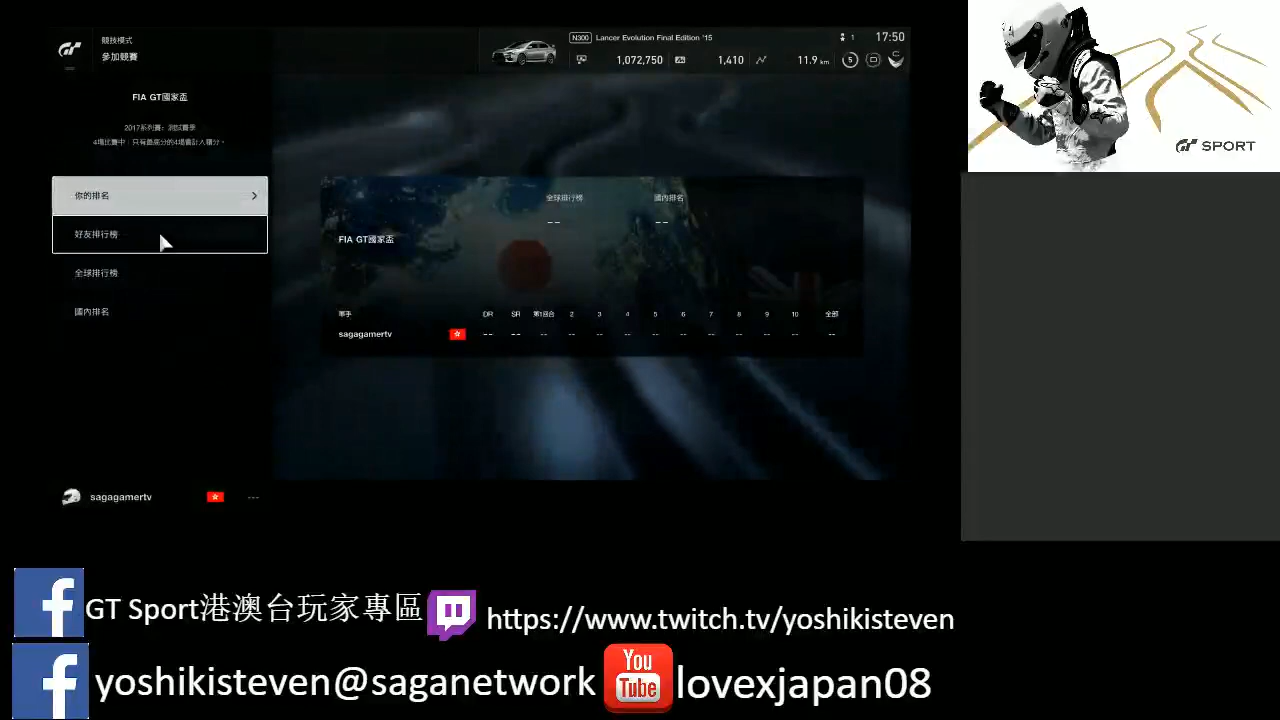 競技模式
參加競賽
N300 Lancer Evolution Final Edition '15
1
17:50
1,072,750
1,410
11.9 km
5
FIA GT國家盃
2017系列賽：測試賽季
4場比賽中，只有最高分的4場會計入積分。
你的排名
好友排行榜
全球排行榜
國內排名
全球排行榜 國內排名
-- --
FIA GT國家盃
車手 DR SR 第1回合 2 3 4 5 6 7 8 9 10 全部
sagagamertv -- -- -- -- -- -- -- -- -- -- -- -- --
sagagamertv ---
GT SPORT
GT Sport港澳台玩家專區
https://www.twitch.tv/yoshikisteven
yoshikisteven@saganetwork
You Tube
lovexjapan08